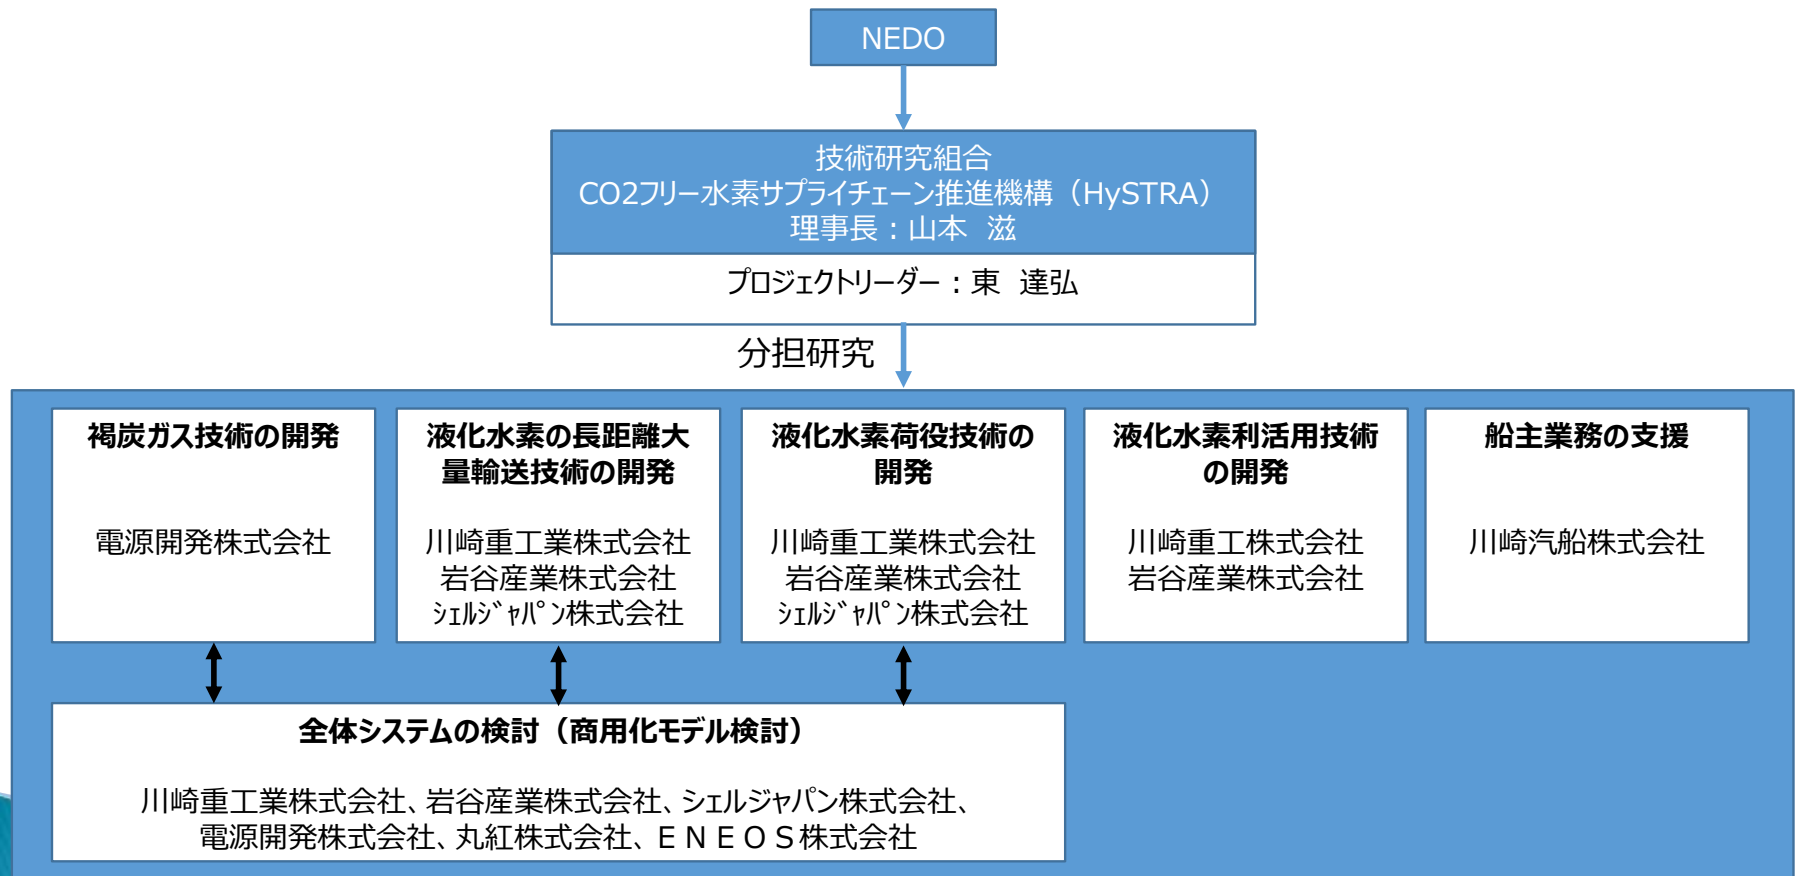 NEDO
技術研究組合
CO2フリー水素サプライチェーン推進機構（HySTRA）
理事長：山本 滋
プロジェクトリーダー：東 達弘
分担研究
褐炭ガス技術の開発
電源開発株式会社
液化水素の長距離大
量輸送技術の開発
川崎重工業株式会社
岩谷産業株式会社
ｼｪﾙｼﾞｬﾊﾟﾝ株式会社
液化水素荷役技術の
開発
川崎重工業株式会社
岩谷産業株式会社
ｼｪﾙｼﾞｬﾊﾟﾝ株式会社
液化水素利活用技術
の開発
川崎重工株式会社
岩谷産業株式会社
船主業務の支援
川崎汽船株式会社
全体システムの検討（商用化モデル検討）
川崎重工業株式会社、岩谷産業株式会社、シェルジャパン株式会社、
電源開発株式会社、丸紅株式会社、ＥＮＥＯＳ株式会社